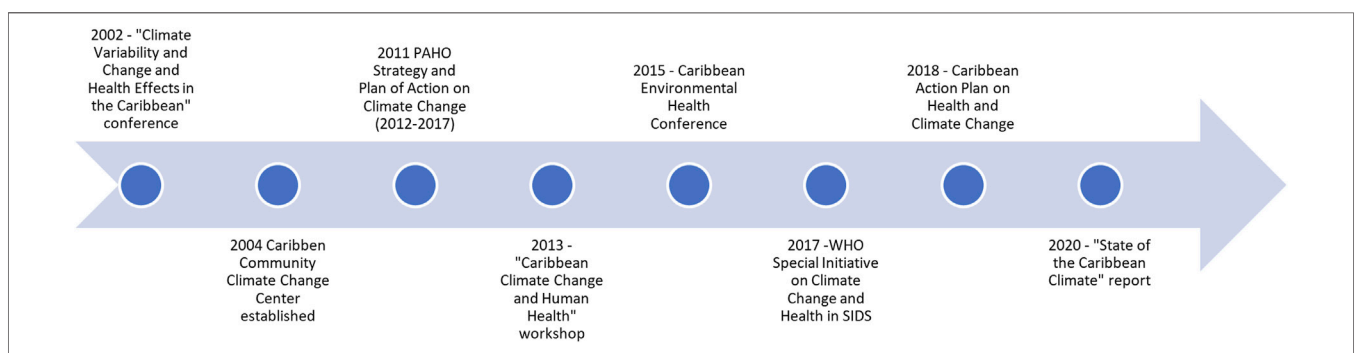 2002 - "Climate
Variability and
Change and
Health Effects in
the Caribbean"
conference
2004 Caribben
Community
Climate Change
Center
established
2011 PAHO
Strategy and
Plan of Action on
Climate Change
(2012-2017)
2013 -
"Caribbean
Climate Change
and Human
Health"
workshop
2015 - Caribbean
Environmental
Health
Conference
2017 -WHO
Special Initiative
on Climate
Change and
Health in SIDS
2018 - Caribbean
Action Plan on
Health and
Climate Change
2020 - "State of
the Caribbean
Climate" report